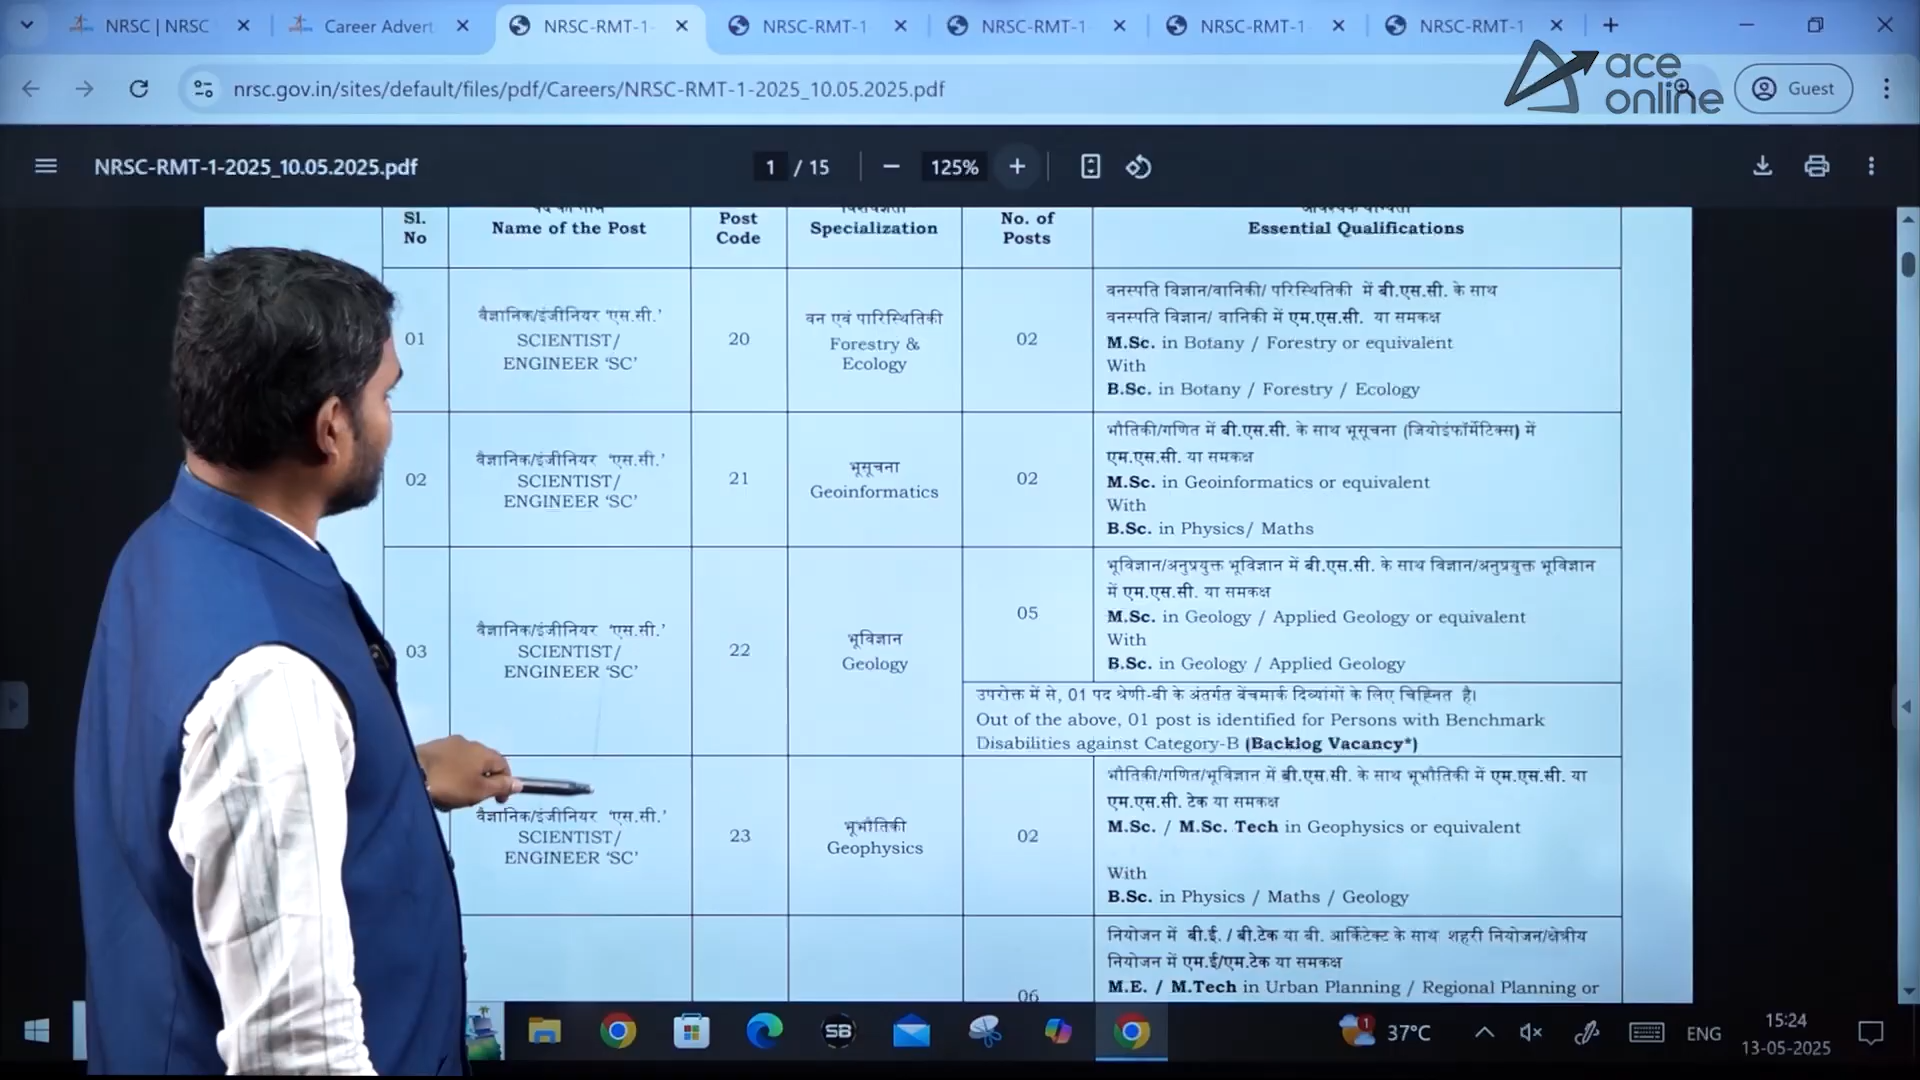 NRSC | NRSC
Career Advert
NRSC-RMT-1-
NRSC-RMT-1
NRSC-RMT-1-
NRSC-RMT-1
NRSC-RMT-1
nrsc.gov.in/sites/default/files/pdf/Careers/NRSC-RMT-1-2025_10.05.2025.pdf
ace
online
Guest
NRSC-RMT-1-2025_10.05.2025.pdf
1 / 15
125%
Sl.
No
Name of the Post
Post
Code
Specialization
No. of
Posts
Essential Qualifications
01
वैज्ञानिक/इंजीनियर 'एस.सी.'
SCIENTIST/
ENGINEER 'SC'
20
वन एवं पारिस्थितिकी
Forestry &
Ecology
02
वनस्पति विज्ञान/वानिकी/ परिस्थितिकी में बी.एस.सी. के साथ
वनस्पति विज्ञान/ वानिकी में एम.एस.सी. या समकक्ष
M.Sc. in Botany / Forestry or equivalent
With
B.Sc. in Botany / Forestry / Ecology
02
वैज्ञानिक/इंजीनियर 'एस.सी.'
SCIENTIST/
ENGINEER 'SC'
21
भूसूचना
Geoinformatics
02
भौतिकी/गणित में बी.एस.सी. के साथ भूसूचना (जियोइंफॉर्मेटिक्स) में
एम.एस.सी. या समकक्ष
M.Sc. in Geoinformatics or equivalent
With
B.Sc. in Physics/ Maths
03
वैज्ञानिक/इंजीनियर 'एस.सी.'
SCIENTIST/
ENGINEER 'SC'
22
भूविज्ञान
Geology
05
भूविज्ञान/अनुप्रयुक्त भूविज्ञान में बी.एस.सी. के साथ विज्ञान/अनुप्रयुक्त भूविज्ञान
में एम.एस.सी. या समकक्ष
M.Sc. in Geology / Applied Geology or equivalent
With
B.Sc. in Geology / Applied Geology
उपरोक्त में से, 01 पद श्रेणी-बी के अंतर्गत बेंचमार्क दिव्यांगों के लिए चिह्नित है।
Out of the above, 01 post is identified for Persons with Benchmark
Disabilities against Category-B (Backlog Vacancy*)
वैज्ञानिक/इंजीनियर 'एस.सी.'
SCIENTIST/
ENGINEER 'SC'
23
भूभौतिकी
Geophysics
02
भौतिकी/गणित/भूविज्ञान में बी.एस.सी. के साथ भूभौतिकी में एम.एस.सी. या
एम.एस.सी. टेक या समकक्ष
M.Sc. / M.Sc. Tech in Geophysics or equivalent
With
B.Sc. in Physics / Maths / Geology
06
नियोजन में बी.ई. / बी.टेक या बी. आर्किटेक्ट के साथ शहरी नियोजन/क्षेत्रीय
नियोजन में एम.ई/एम.टेक या समकक्ष
M.E. / M.Tech in Urban Planning / Regional Planning or
SB
1
37°C
ENG
15:24
13-05-2025